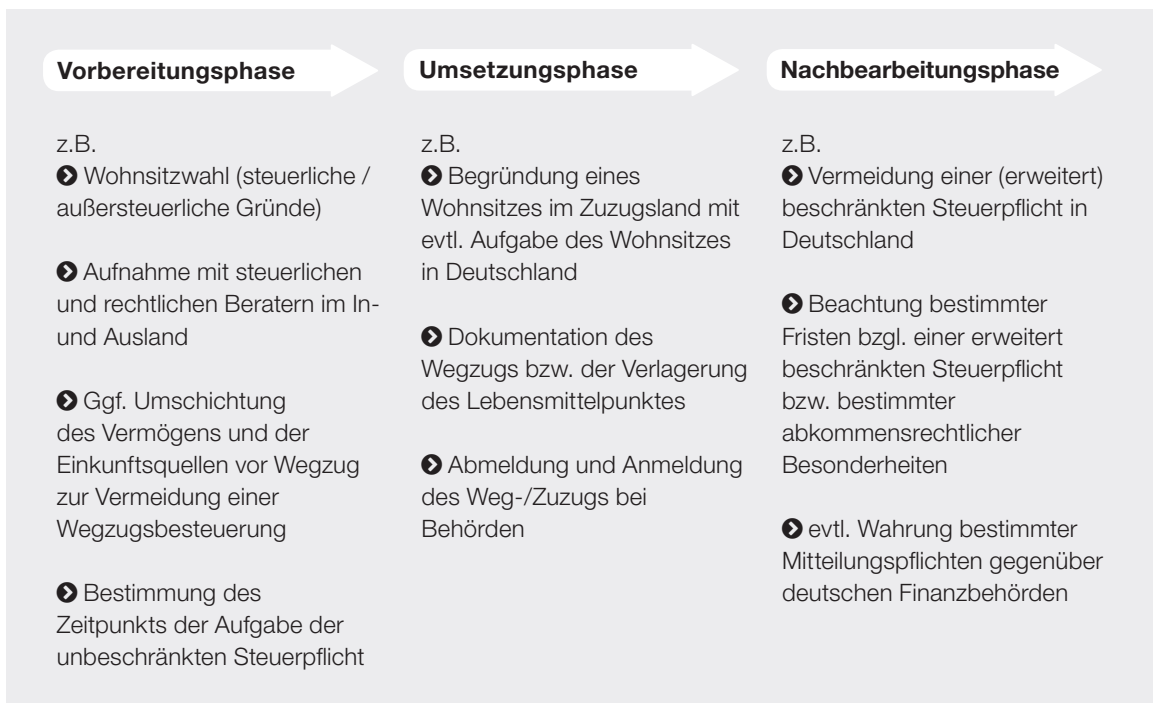 Vorbereitungsphase
z.B.
Wohnsitzwahl (steuerliche /
außersteuerliche Gründe)
Aufnahme mit steuerlichen
und rechtlichen Beratern im In-
und Ausland
Ggf. Umschichtung
des Vermögens und der
Einkunftsquellen vor Wegzug
zur Vermeidung einer
Wegzugsbesteuerung
Bestimmung des
Zeitpunkts der Aufgabe der
unbeschränkten Steuerpflicht
Umsetzungsphase
z.B.
Begründung eines
Wohnsitzes im Zuzugsland mit
evtl. Aufgabe des Wohnsitzes
in Deutschland
Dokumentation des
Wegzugs bzw. der Verlagerung
des Lebensmittelpunktes
Abmeldung und Anmeldung
des Weg-/Zuzugs bei
Behörden
Nachbearbeitungsphase
z.B.
Vermeidung einer (erweitert)
beschränkten Steuerpflicht in
Deutschland
Beachtung bestimmter
Fristen bzgl. einer erweitert
beschränkten Steuerpflicht
bzw. bestimmter
abkommensrechtlicher
Besonderheiten
evtl. Wahrung bestimmter
Mitteilungspflichten gegenüber
deutschen Finanzbehörden